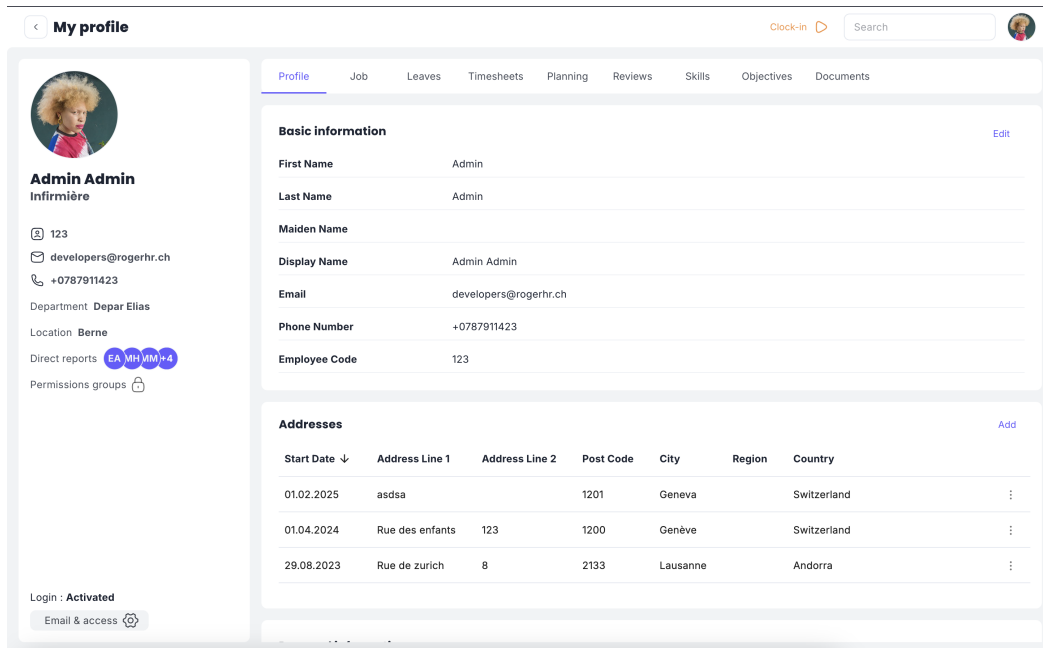 My profile
Clock-in
Search
Admin Admin
Infirmière
123
developers@rogerhr.ch
+0787911423
Department Depar Elias
Location Berne
Direct reports EA MH MM +4
Permissions groups
Login : Activated
Email & access
Profile Job Leaves Timesheets Planning Reviews Skills Objectives Documents
Basic information Edit
First Name Admin
Last Name Admin
Maiden Name
Display Name Admin Admin
Email developers@rogerhr.ch
Phone Number +0787911423
Employee Code 123
Addresses Add
Start Date Address Line 1 Address Line 2 Post Code City Region Country
01.02.2025 asdsa 1201 Geneva Switzerland
01.04.2024 Rue des enfants 123 1200 Genève Switzerland
29.08.2023 Rue de zurich 8 2133 Lausanne Andorra